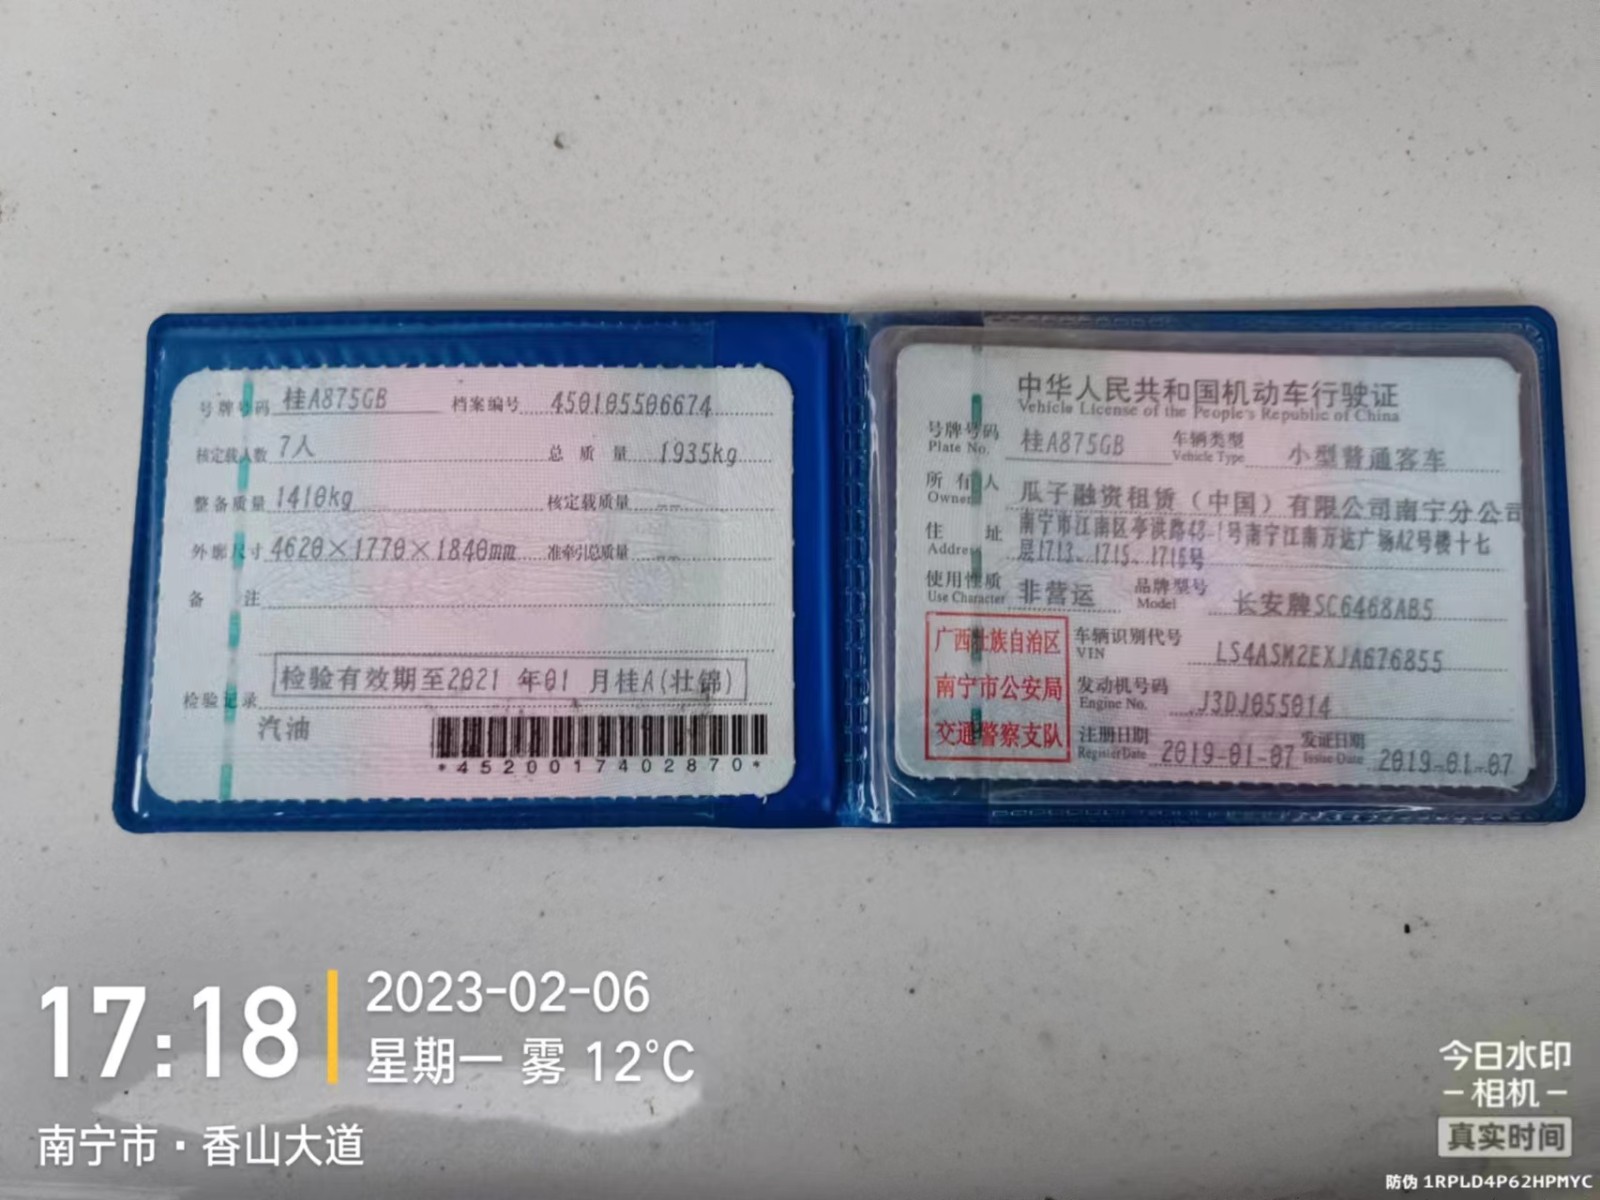 号牌号码 桂A875GB 档案编号 450105506674
核定载人数 7人 总质量 1935kg
整备质量 1410kg 核定载质量 --
外廓尺寸 4620×1770×1840mm 准牵引总质量 --
备注
检验有效期至2021 年01 月桂A(壮锦)
检验记录
汽油
*4520017402870*
中华人民共和国机动车行驶证
Vehicle License of the People's Republic of China
号牌号码 桂A875GB 车辆类型 小型普通客车
Plate No. Vehicle Type
所有人 瓜子融资租赁（中国）有限公司南宁分公司
Owner
住址 南宁市江南区亭洪路48-1号南宁江南万达广场A2号楼十七
Address 层1713、1715、1716号
使用性质 非营运 品牌型号 长安牌SC6468AB5
Use Character Model
广西壮族自治区
南宁市公安局
交通警察支队
车辆识别代号 LS4ASM2EXJA676855
VIN
发动机号码 J3DJ055014
Engine No.
注册日期 2019-01-07 发证日期 2019-01-07
Register Date Issue Date
17:18
2023-02-06
星期一 雾 12°C
南宁市·香山大道
今日水印
-相机-
真实时间
防伪 1RPLD4P62HPMYC